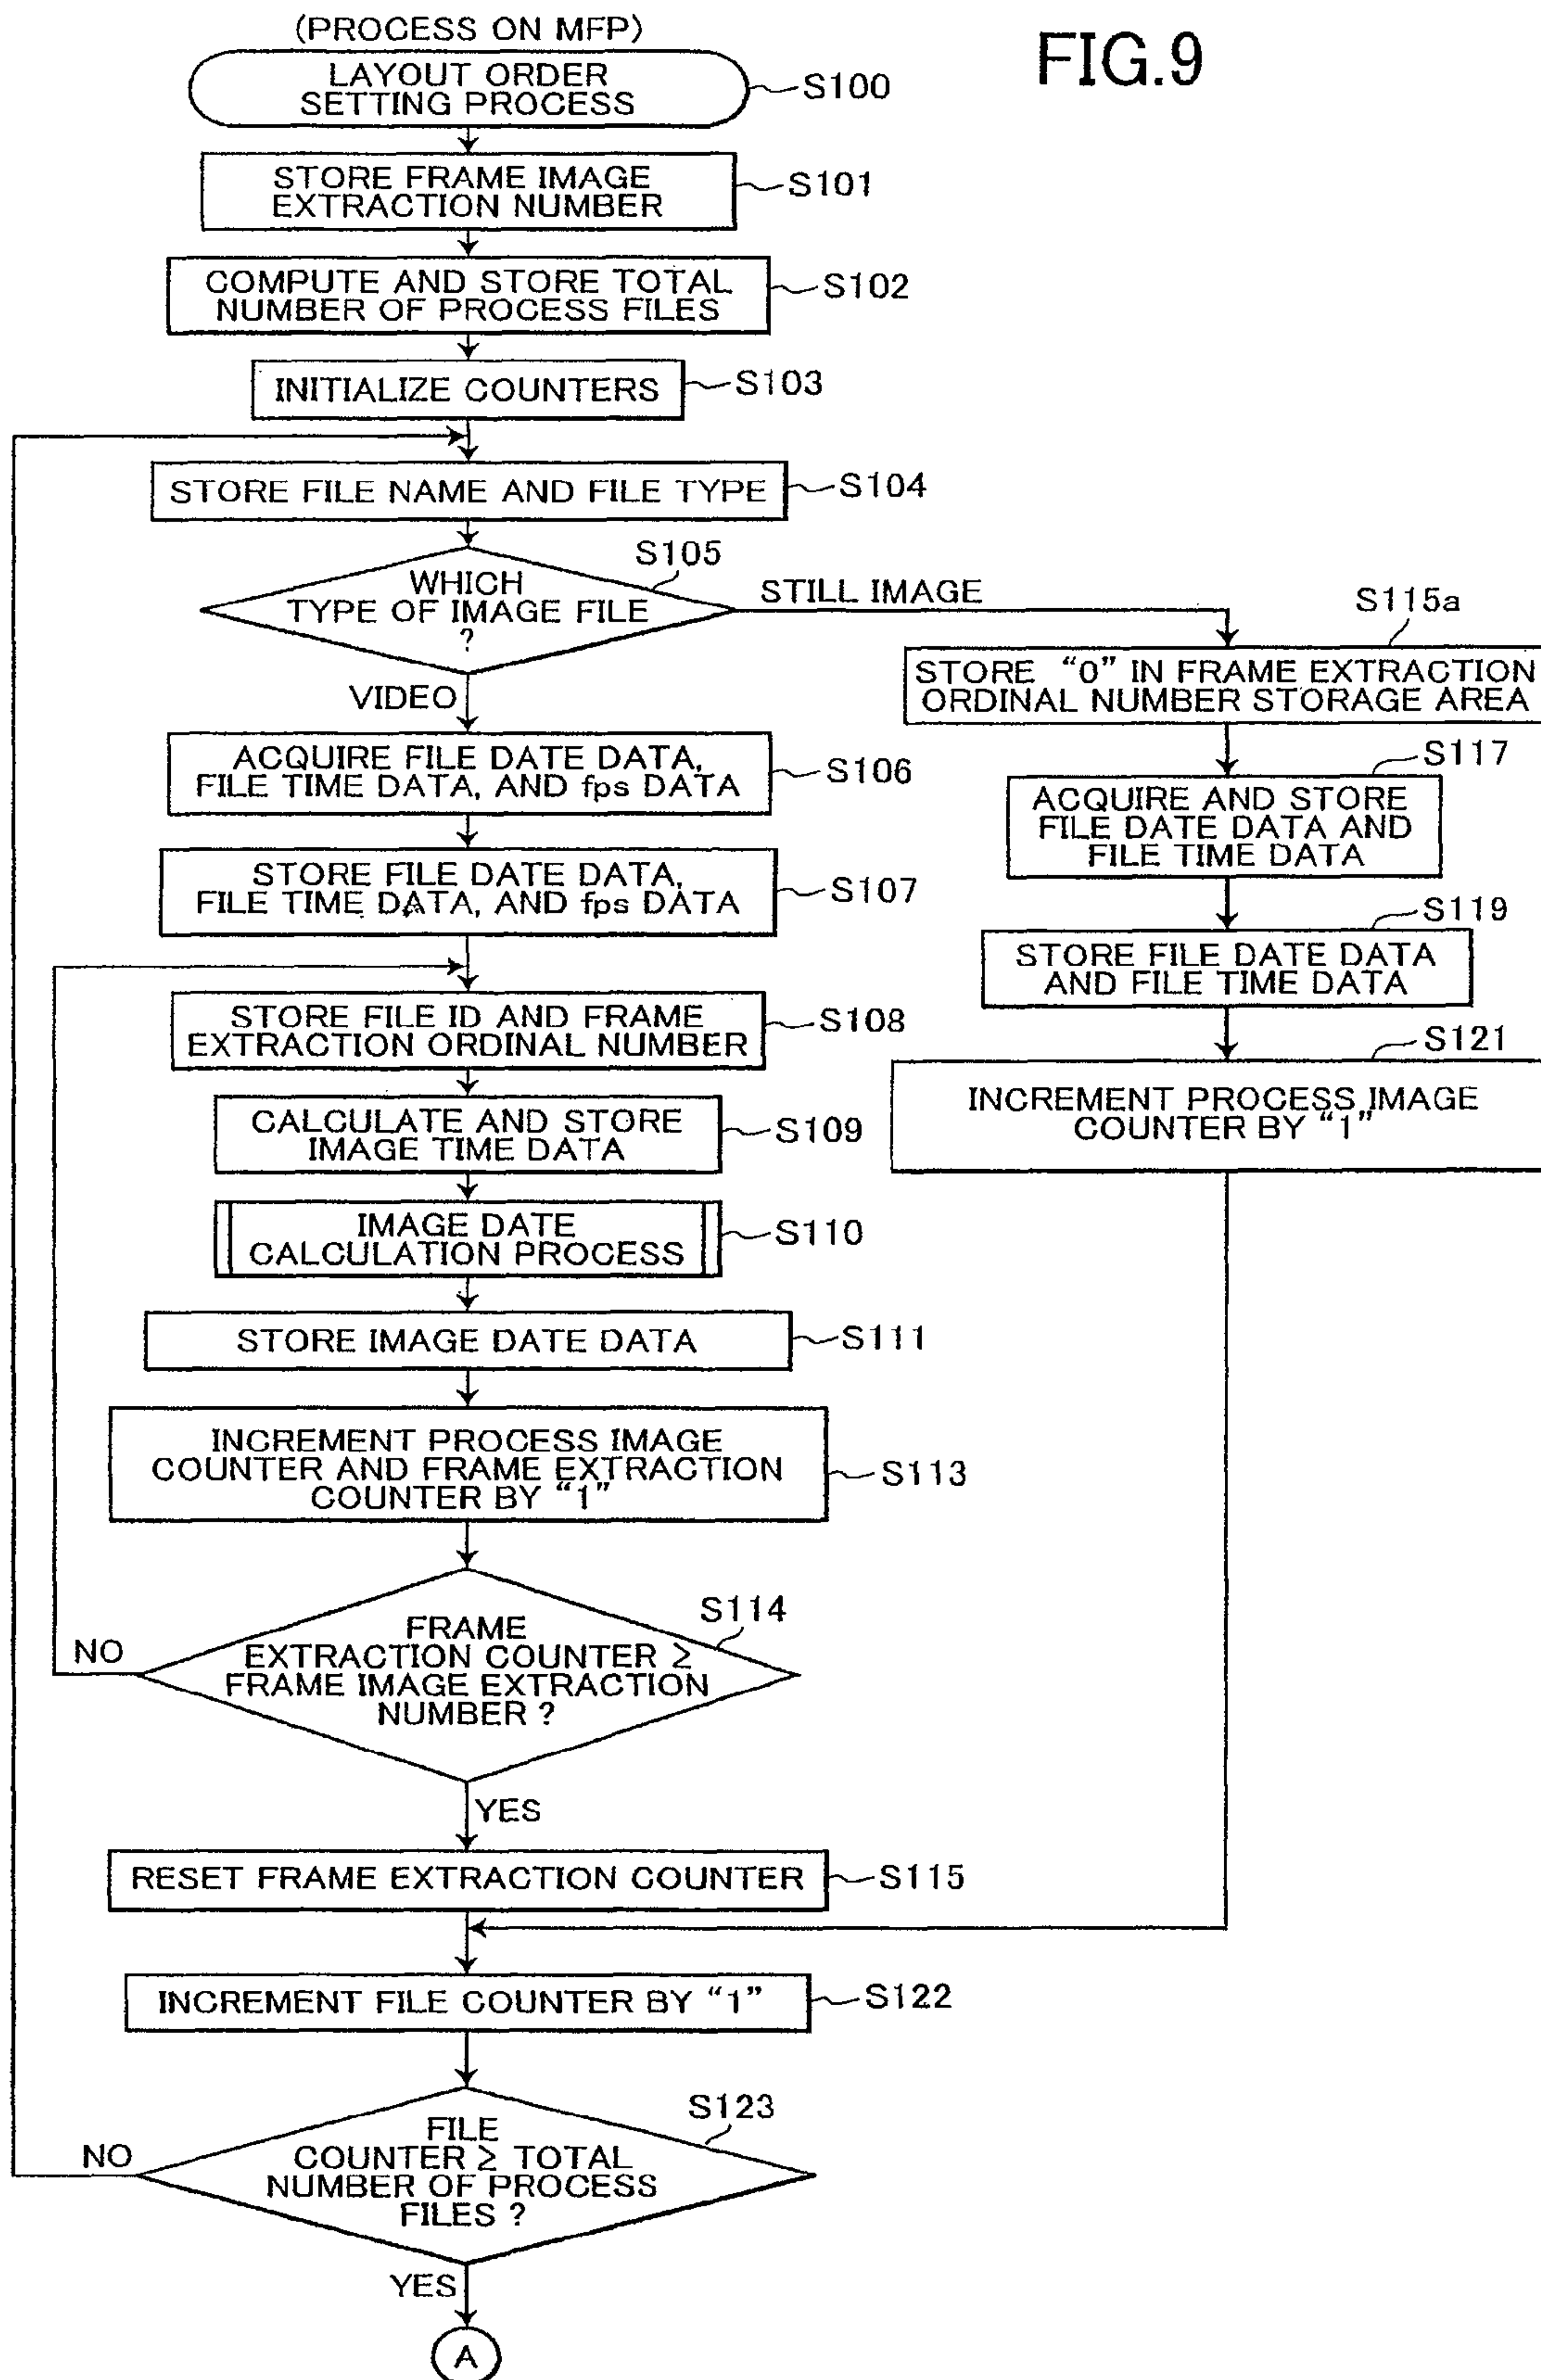 (PROCESS ON MFP)
FIG.9
LAYOUT ORDER
SETTING PROCESS
S100
STORE FRAME IMAGE
EXTRACTION NUMBER
S101
COMPUTE AND STORE TOTAL
NUMBER OF PROCESS FILES
S102
INITIALIZE COUNTERS
S103
STORE FILE NAME AND FILE TYPE
S104
S105
WHICH
TYPE OF IMAGE FILE
?
STILL IMAGE
VIDEO
S115a
STORE "0" IN FRAME EXTRACTION
ORDINAL NUMBER STORAGE AREA
ACQUIRE FILE DATE DATA,
FILE TIME DATA, AND fps DATA
S106
S117
ACQUIRE AND STORE
FILE DATE DATA AND
FILE TIME DATA
STORE FILE DATE DATA,
FILE TIME DATA, AND fps DATA
S107
S119
STORE FILE DATE DATA
AND FILE TIME DATA
STORE FILE ID AND FRAME
EXTRACTION ORDINAL NUMBER
S108
S121
INCREMENT PROCESS IMAGE
COUNTER BY "1"
CALCULATE AND STORE
IMAGE TIME DATA
S109
IMAGE DATE
CALCULATION PROCESS
S110
STORE IMAGE DATE DATA
S111
INCREMENT PROCESS IMAGE
COUNTER AND FRAME EXTRACTION
COUNTER BY "1"
S113
S114
FRAME
EXTRACTION COUNTER ≥
FRAME IMAGE EXTRACTION
NUMBER ?
NO
YES
RESET FRAME EXTRACTION COUNTER
S115
INCREMENT FILE COUNTER BY "1"
S122
S123
FILE
COUNTER ≥ TOTAL
NUMBER OF PROCESS
FILES ?
NO
YES
A